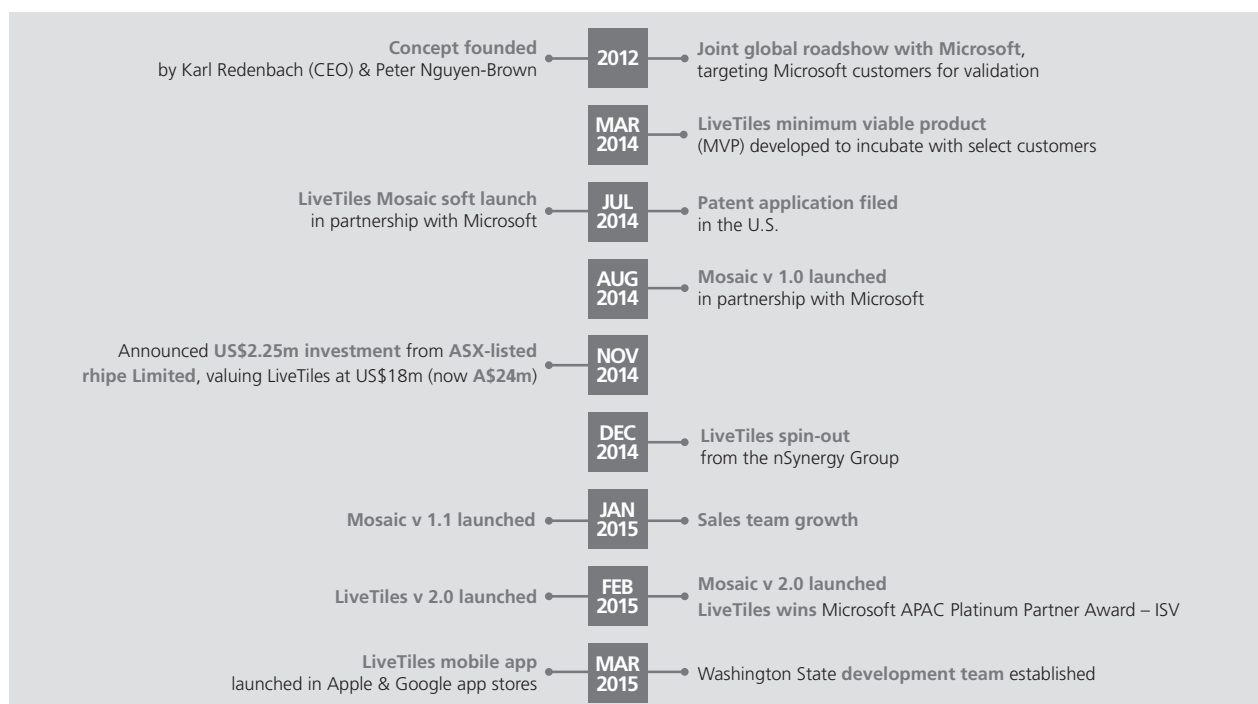 Concept founded
by Karl Redenbach (CEO) & Peter Nguyen-Brown
2012
Joint global roadshow with Microsoft,
targeting Microsoft customers for validation
MAR
2014
LiveTiles minimum viable product
(MVP) developed to incubate with select customers
LiveTiles Mosaic soft launch
in partnership with Microsoft
JUL
2014
Patent application filed
in the U.S.
AUG
2014
Mosaic v 1.0 launched
in partnership with Microsoft
Announced US$2.25m investment from ASX-listed
rhipe Limited, valuing LiveTiles at US$18m (now A$24m)
NOV
2014
DEC
2014
LiveTiles spin-out
from the nSynergy Group
Mosaic v 1.1 launched
JAN
2015
Sales team growth
LiveTiles v 2.0 launched
FEB
2015
Mosaic v 2.0 launched
LiveTiles wins Microsoft APAC Platinum Partner Award – ISV
LiveTiles mobile app
launched in Apple & Google app stores
MAR
2015
Washington State development team established